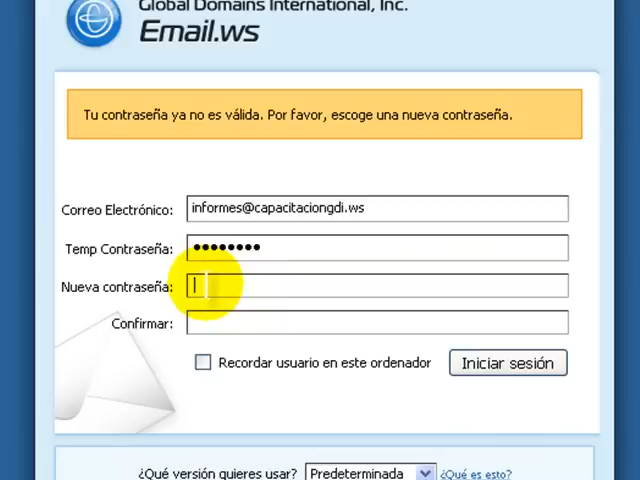 Global Domains International, Inc.
Email.ws
Tu contraseña ya no es válida. Por favor, escoge una nueva contraseña.
Correo Electrónico: informes@capacitaciongdi.ws
Temp Contraseña: ••••••••
Nueva contraseña:
Confirmar:
Recordar usuario en este ordenador Iniciar sesión
¿Qué versión quieres usar? Predeterminada ¿Qué es esto?